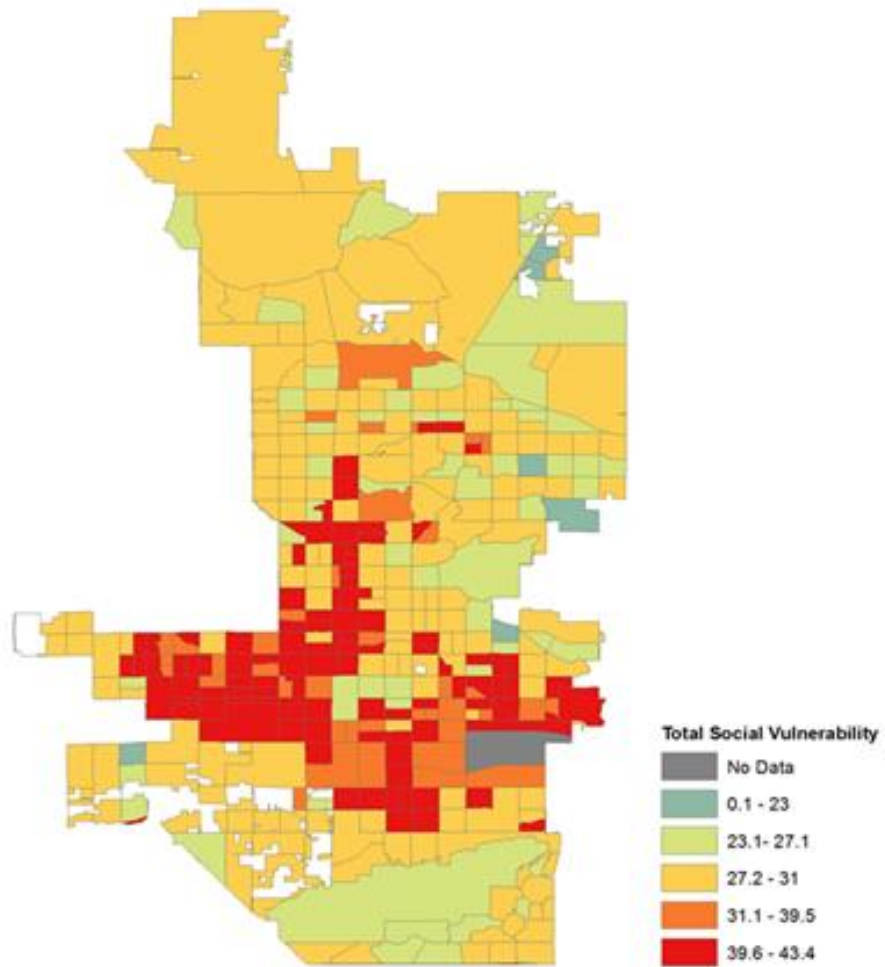 Total Social Vulnerability
No Data
0.1 - 23
23.1- 27.1
27.2 - 31
31.1 - 39.5
39.6 - 43.4